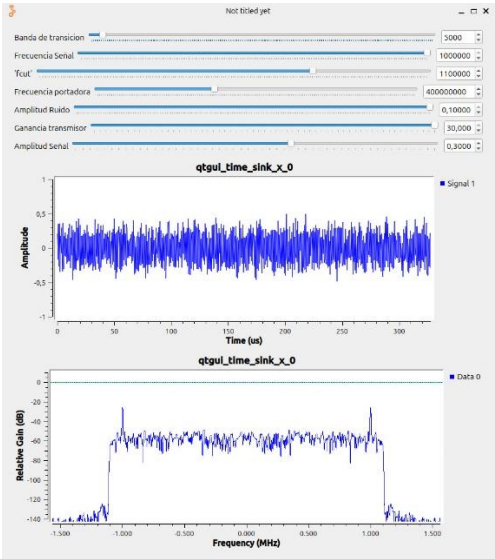 Not titled yet
Banda de transicion 5000
Frecuencia Señal 1000000
'fcut' 1100000
Frecuencia portadora 400000000
Amplitud Ruido 0,10000
Ganancia transmisor 30,000
Amplitud Señal 0,3000
qtgui_time_sink_x_0
1
Signal 1
0,5
0
-0,5
-1
Amplitude
0 50 100 150 200 250 300
Time (us)
qtgui_time_sink_x_0
Data 0
0
-20
-40
-60
-80
-100
-120
-140
Relative Gain (dB)
-1.500 -1.000 -0.500 0.000 0.500 1.000 1.500
Frequency (MHz)